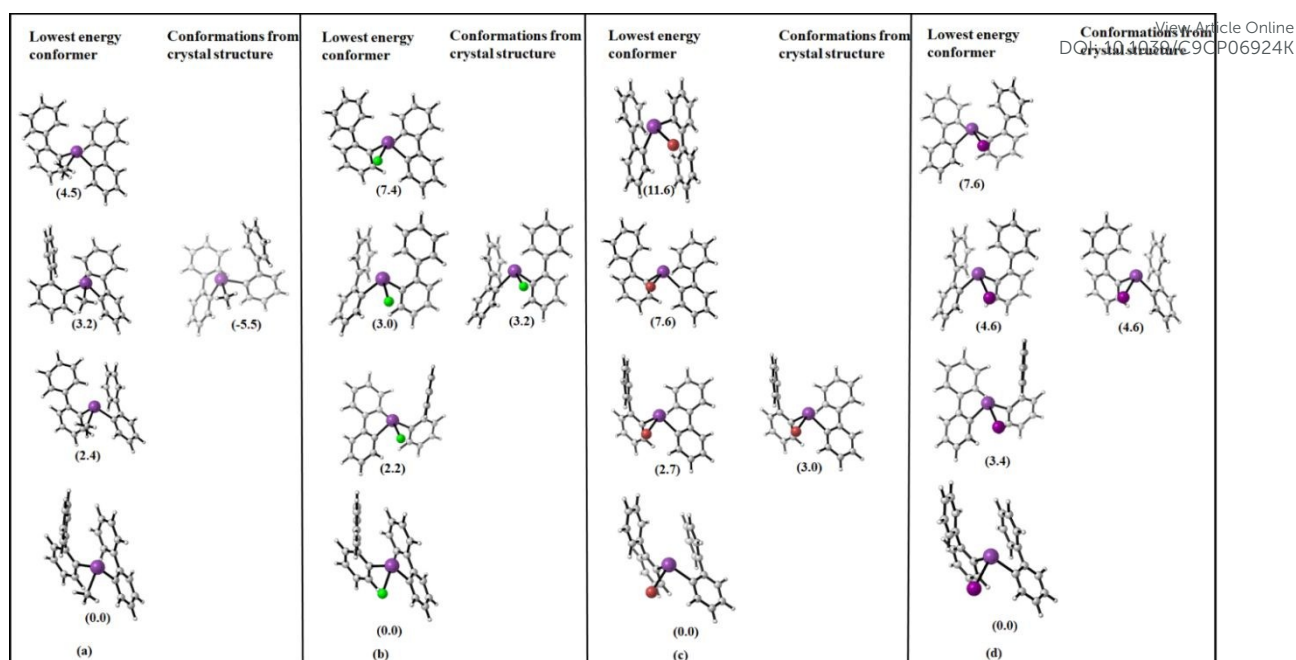 View Article Online
DOI: 10.1039/C9CP06924K
Lowest energy
conformer
Conformations from
crystal structure
(4.5)
(3.2)
(-5.5)
(2.4)
(0.0)
(a)
Lowest energy
conformer
Conformations from
crystal structure
(7.4)
(3.0)
(3.2)
(2.2)
(0.0)
(b)
Lowest energy
conformer
Conformations from
crystal structure
(11.6)
(7.6)
(2.7)
(3.0)
(0.0)
(c)
Lowest energy
conformer
Conformations from
crystal structure
(7.6)
(4.6)
(4.6)
(3.4)
(0.0)
(d)